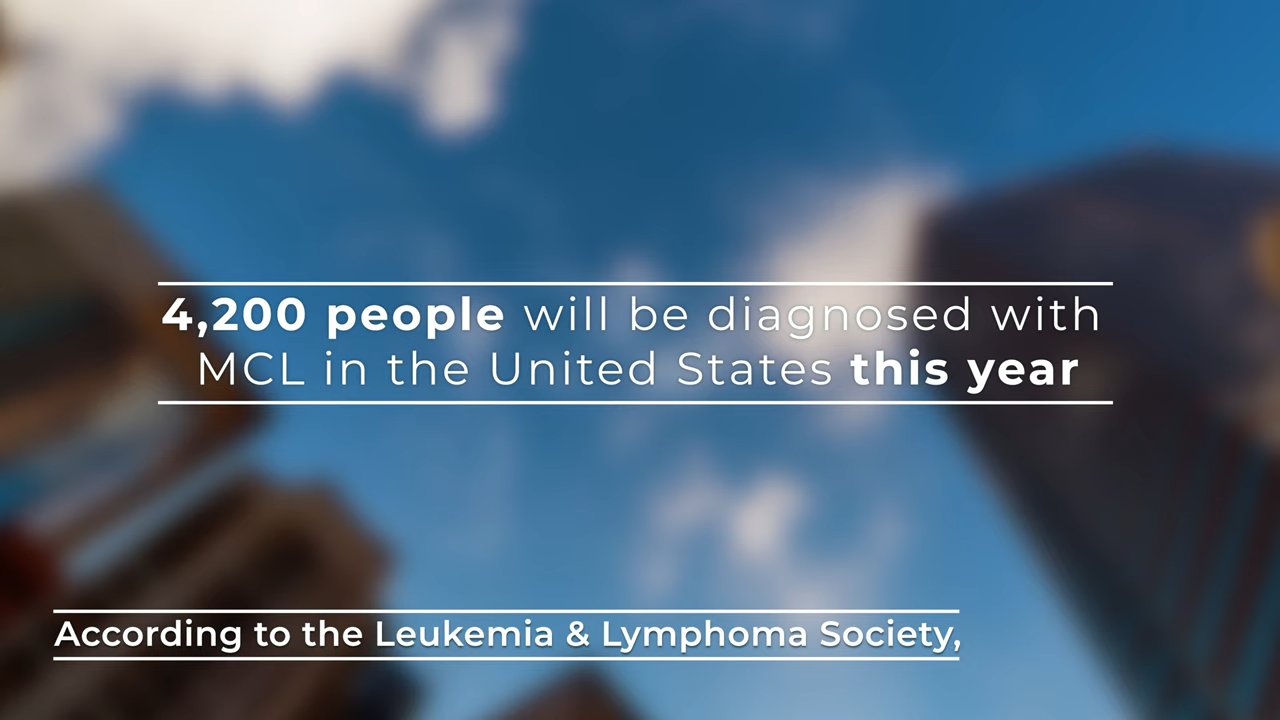 4,200 people will be diagnosed with
MCL in the United States this year
According to the Leukemia & Lymphoma Society,